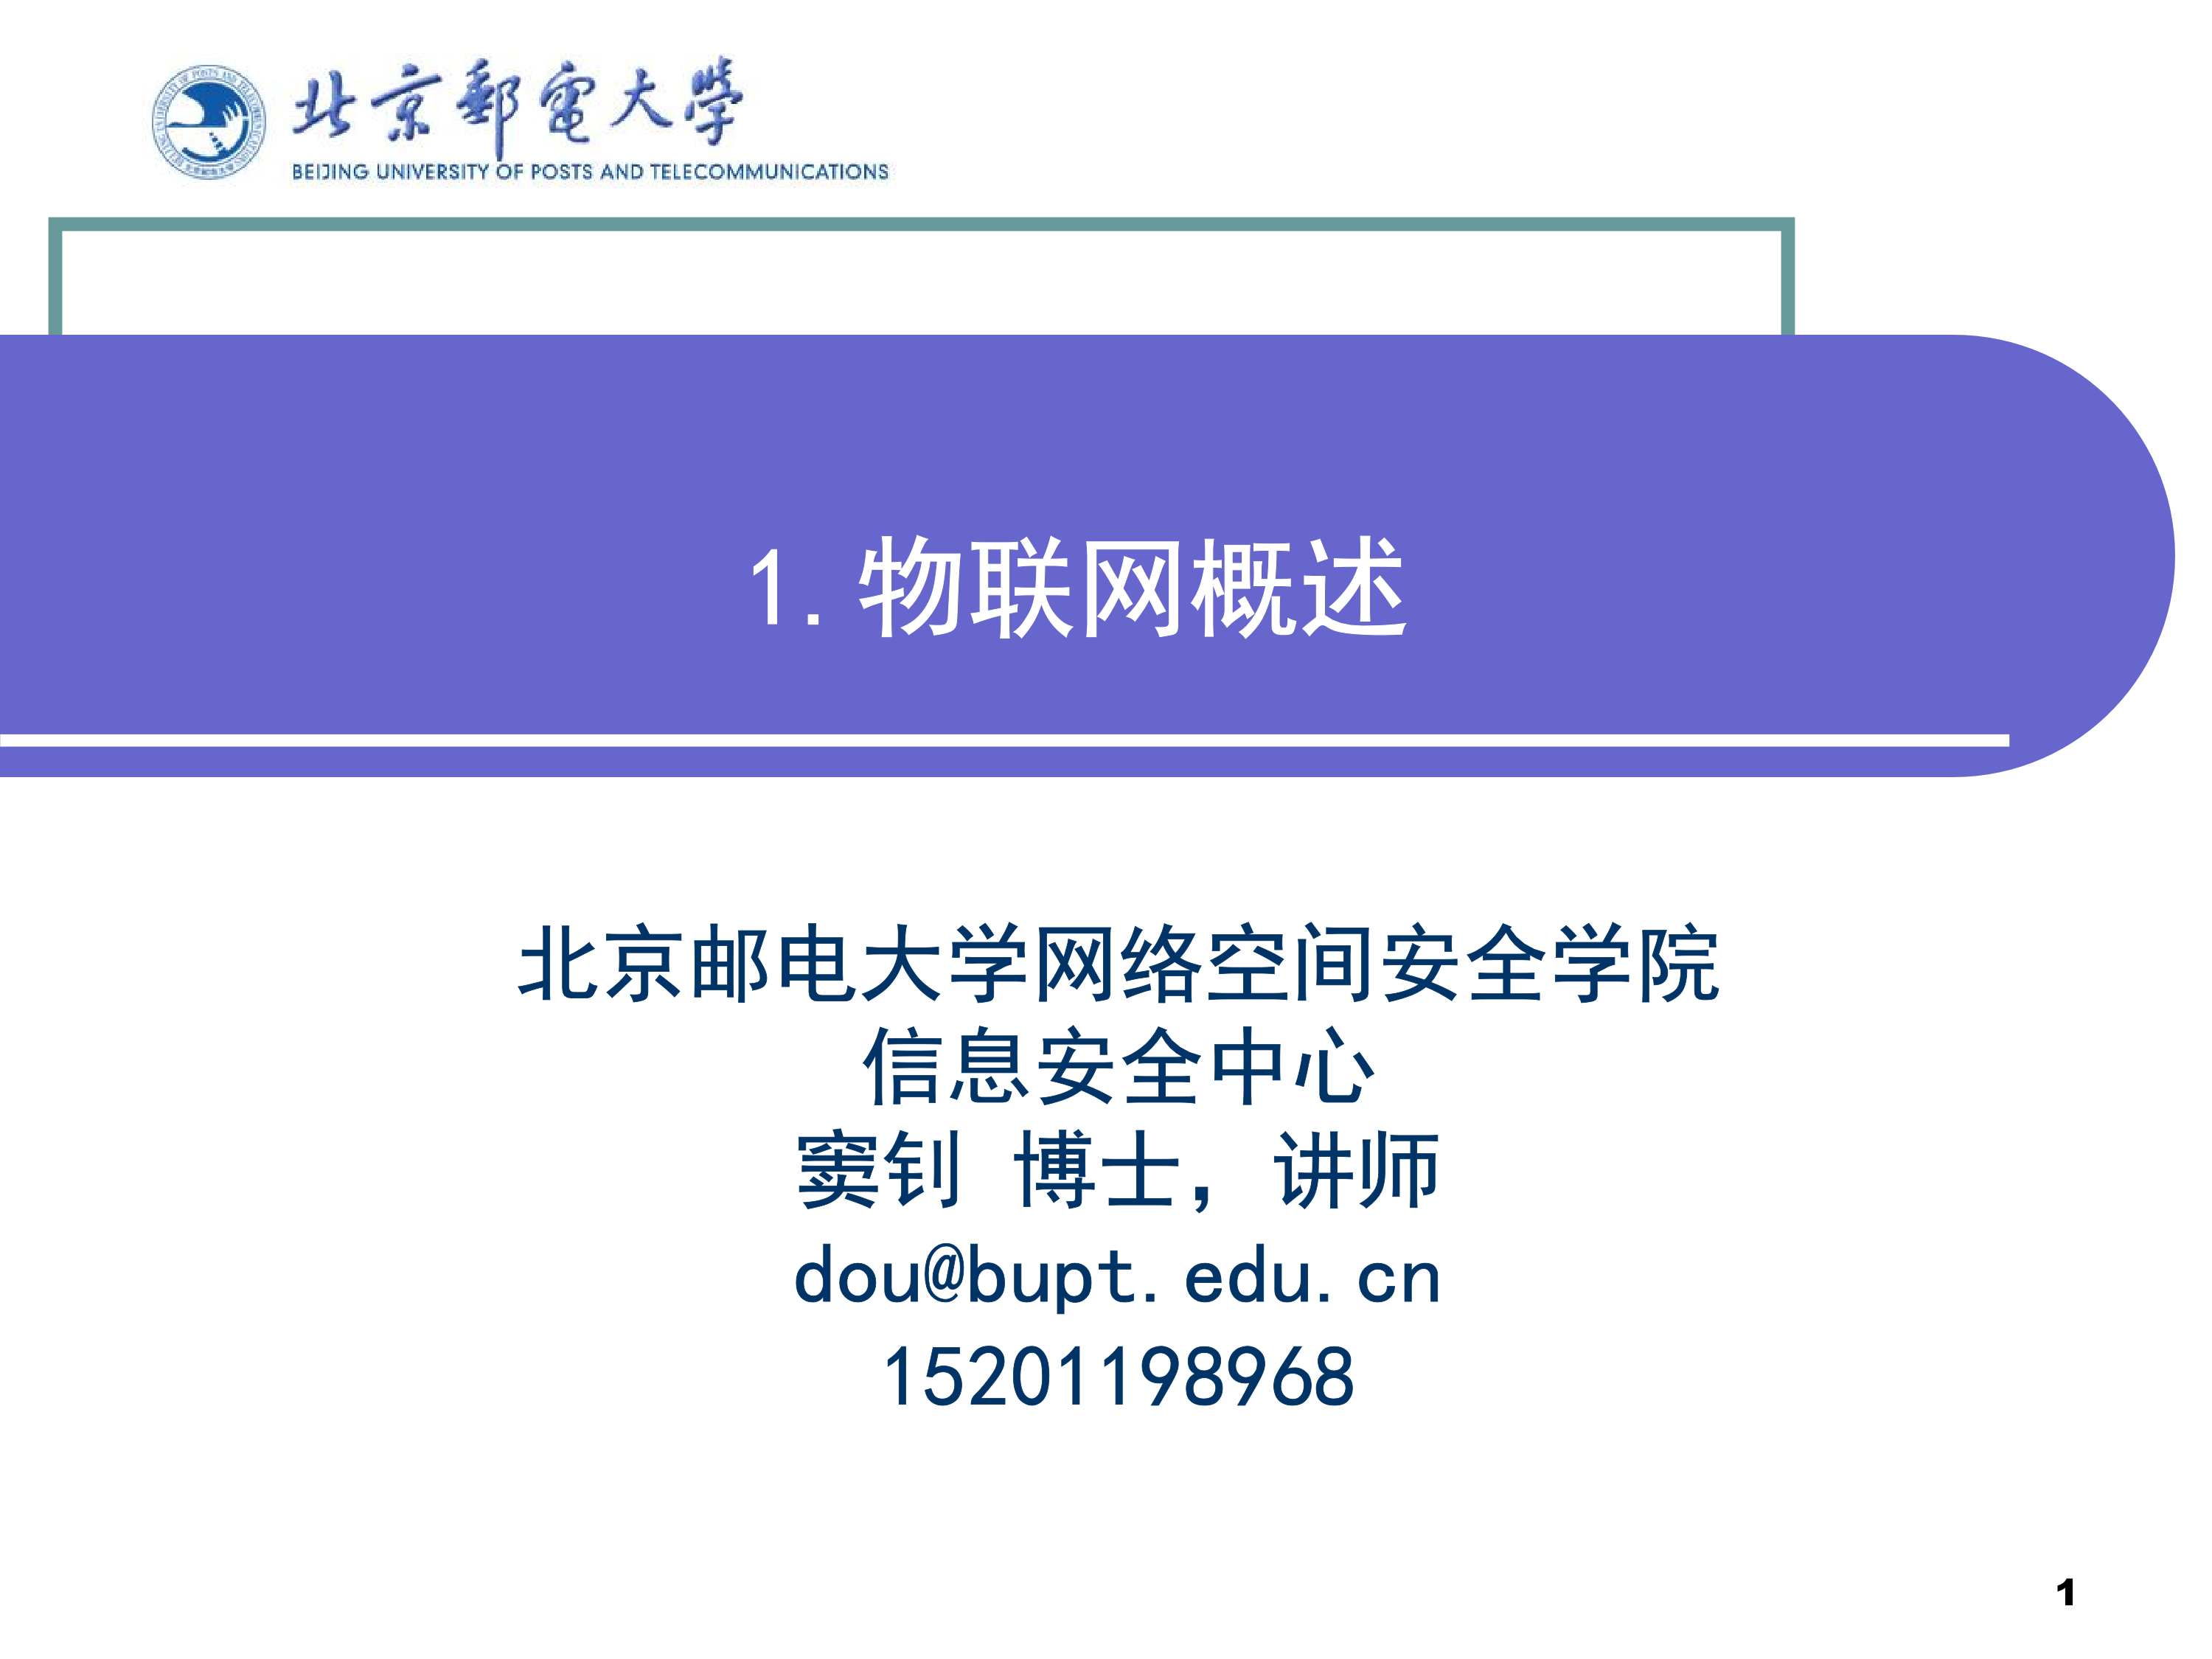 北京郵電大學
BEIJING UNIVERSITY OF POSTS AND TELECOMMUNICATIONS
1.物联网概述
北京邮电大学网络空间安全学院
信息安全中心
窦钊 博士，讲师
dou@bupt.edu.cn
15201198968
1